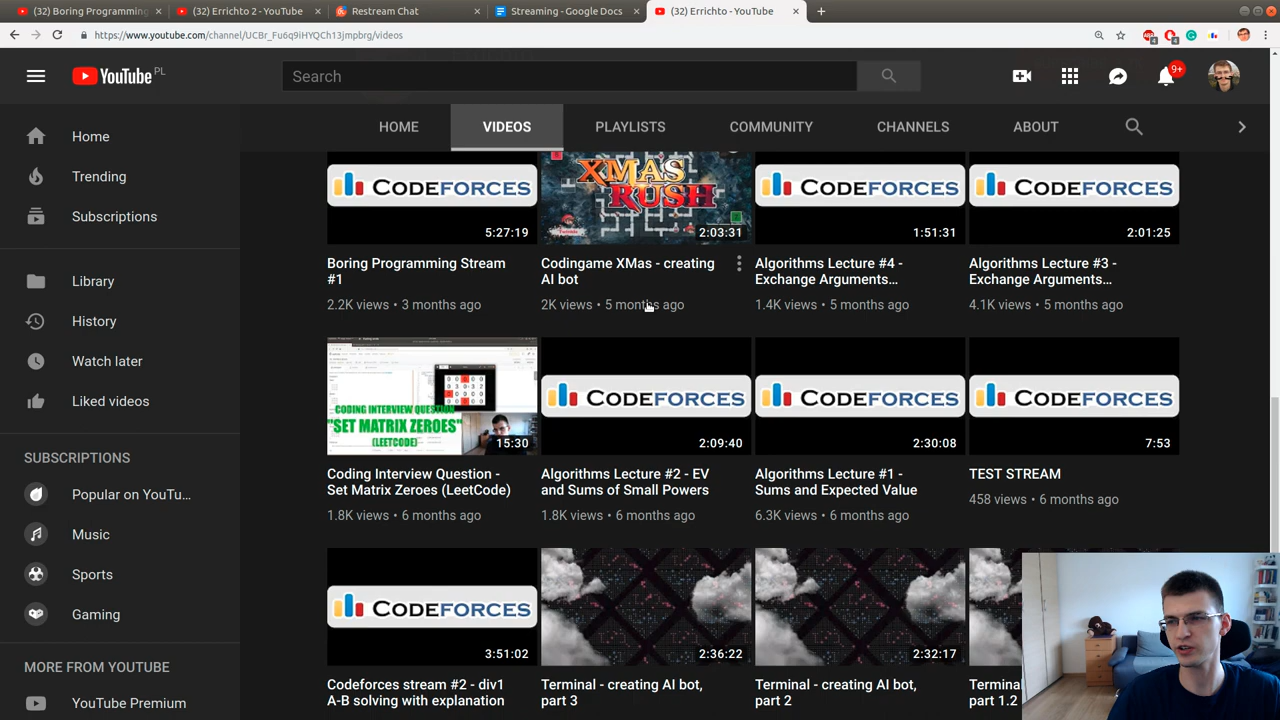 (32) Boring Programming
(32) Errichto 2 - YouTube
Restream Chat
Streaming - Google Docs
(32) Errichto - YouTube
https://www.youtube.com/channel/UCBr_Fu6q9iHYQCh13jmpbrg/videos
YouTube PL
Search
9+
HOME
VIDEOS
PLAYLISTS
COMMUNITY
CHANNELS
ABOUT
Home
Trending
Subscriptions
Library
History
Watch later
Liked videos
SUBSCRIPTIONS
Popular on YouTu...
Music
Sports
Gaming
MORE FROM YOUTUBE
YouTube Premium
CODEFORCES
5:27:19
Boring Programming Stream
#1
2.2K views • 3 months ago
XMAS
RUSH
2:03:31
Codingame XMas - creating
AI bot
2K views • 5 months ago
CODEFORCES
1:51:31
Algorithms Lecture #4 -
Exchange Arguments...
1.4K views • 5 months ago
CODEFORCES
2:01:25
Algorithms Lecture #3 -
Exchange Arguments...
4.1K views • 5 months ago
CODING INTERVIEW QUESTION
"SET MATRIX ZEROES"
(LEETCODE)
15:30
Coding Interview Question -
Set Matrix Zeroes (LeetCode)
1.8K views • 6 months ago
CODEFORCES
2:09:40
Algorithms Lecture #2 - EV
and Sums of Small Powers
1.8K views • 6 months ago
CODEFORCES
2:30:08
Algorithms Lecture #1 -
Sums and Expected Value
6.3K views • 6 months ago
CODEFORCES
7:53
TEST STREAM
458 views • 6 months ago
CODEFORCES
3:51:02
Codeforces stream #2 - div1
A-B solving with explanation
2:36:22
Terminal - creating AI bot,
part 3
2:32:17
Terminal - creating AI bot,
part 2
Termina
part 1.2